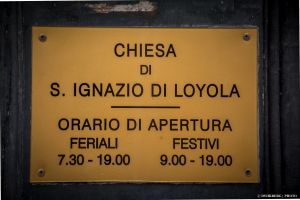 CHIESA
DI
S. IGNAZIO DI LOYOLA
ORARIO DI APERTURA
FERIALI FESTIVI
7.30 - 19.00 9.00 - 19.00